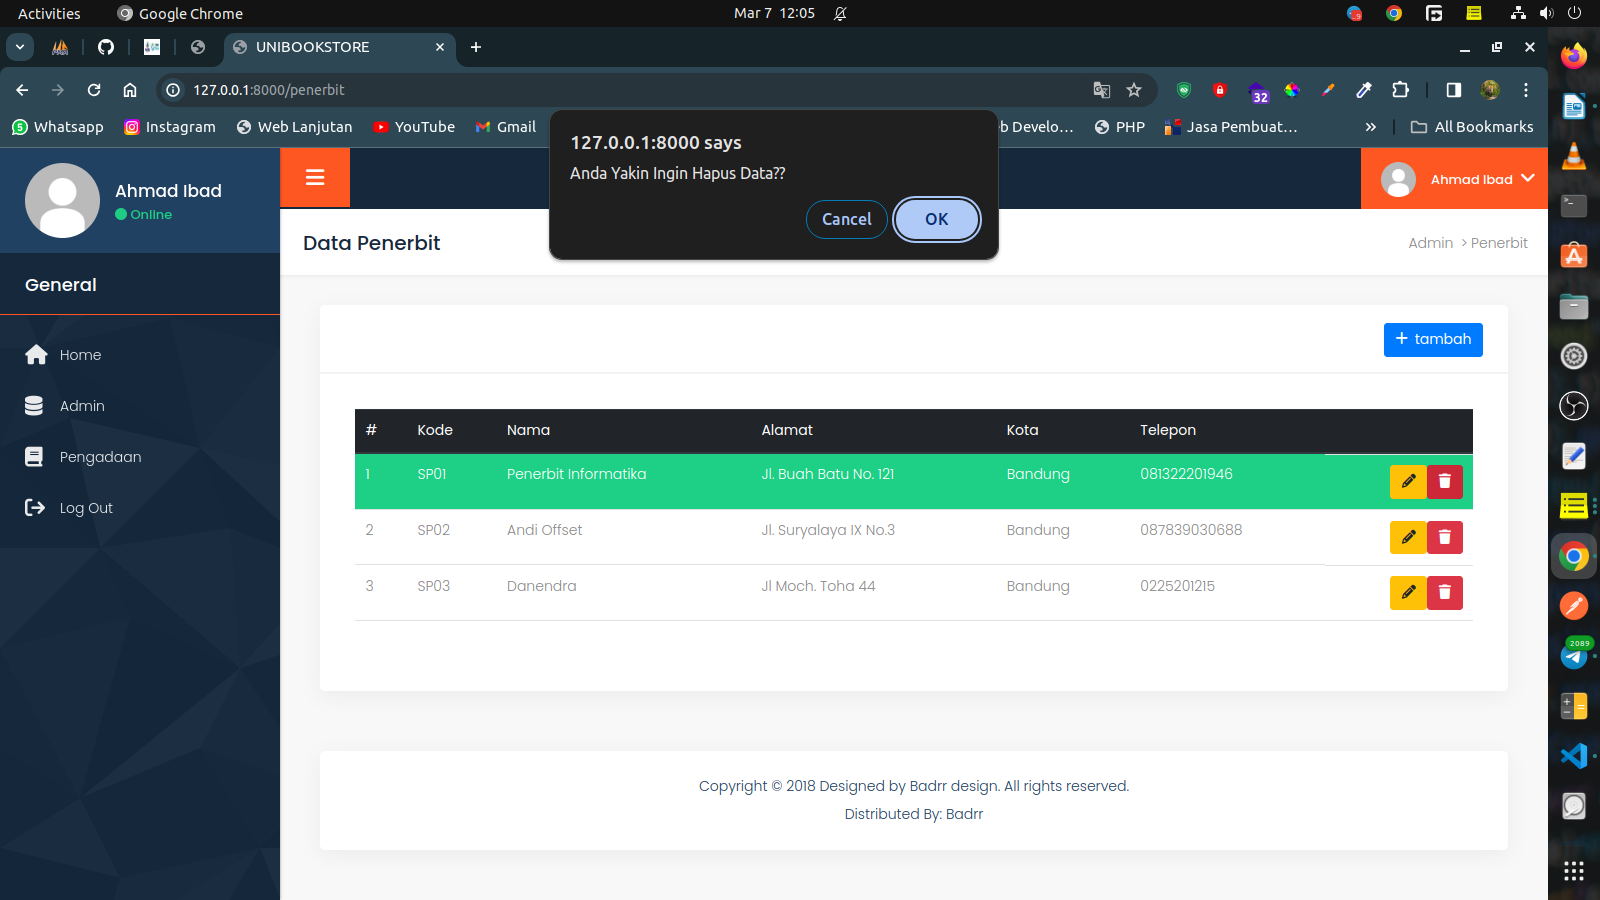 Activities
Google Chrome
Mar 7 12:05
UNIBOOKSTORE
127.0.0.1:8000/penerbit
32
Whatsapp
Instagram
Web Lanjutan
YouTube
Gmail
b Develo...
PHP
Jasa Pembuat...
All Bookmarks
127.0.0.1:8000 says
Anda Yakin Ingin Hapus Data??
Cancel
OK
Ahmad Ibad
Online
Ahmad Ibad
General
Home
Admin
Pengadaan
Log Out
Data Penerbit
Admin > Penerbit
+ tambah
# Kode Nama Alamat Kota Telepon
1 SP01 Penerbit Informatika Jl. Buah Batu No. 121 Bandung 081322201946
2 SP02 Andi Offset Jl. Suryalaya IX No.3 Bandung 087839030688
3 SP03 Danendra Jl Moch. Toha 44 Bandung 0225201215
Copyright © 2018 Designed by Badrr design. All rights reserved.
Distributed By: Badrr
2089